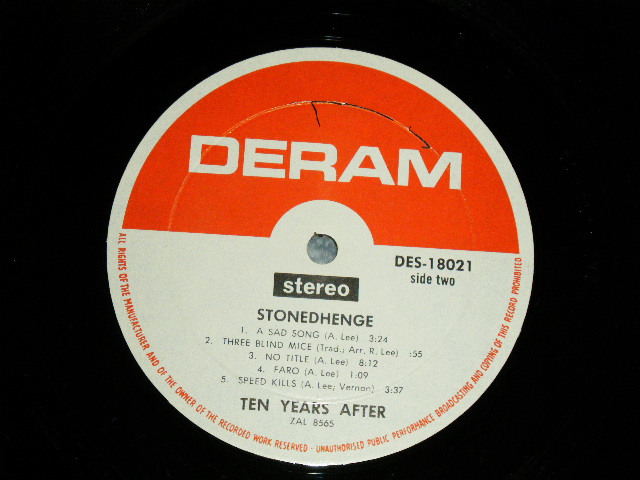 DERAM
DES-18021
side two
stereo
STONEDHENGE
1. A SAD SONG (A. Lee) 3:24
2. THREE BLIND MICE (Trad.; Arr. R. Lee) :55
3. NO TITLE (A. Lee) 8:12
4. FARO (A. Lee) 1:09
5. SPEED KILLS (A. Lee; Vernon) 3:37
TEN YEARS AFTER
ZAL 8565
ALL RIGHTS OF THE MANUFACTURER AND OF THE OWNER OF THE RECORDED WORK RESERVED - UNAUTHORISED PUBLIC PERFORMANCE BROADCASTING AND COPYING OF THIS RECORD PROHIBITED